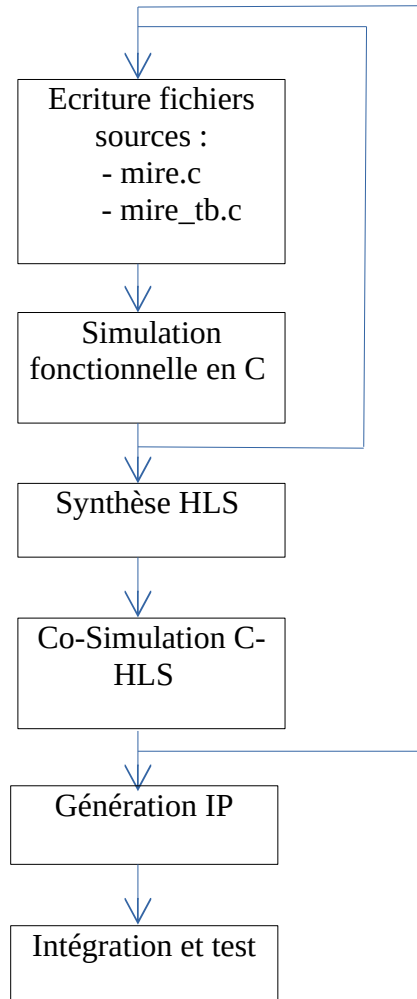 Ecriture fichiers
sources :
- mire.c
- mire_tb.c
Simulation
fonctionnelle en C
Synthèse HLS
Co-Simulation C-
HLS
Génération IP
Intégration et test